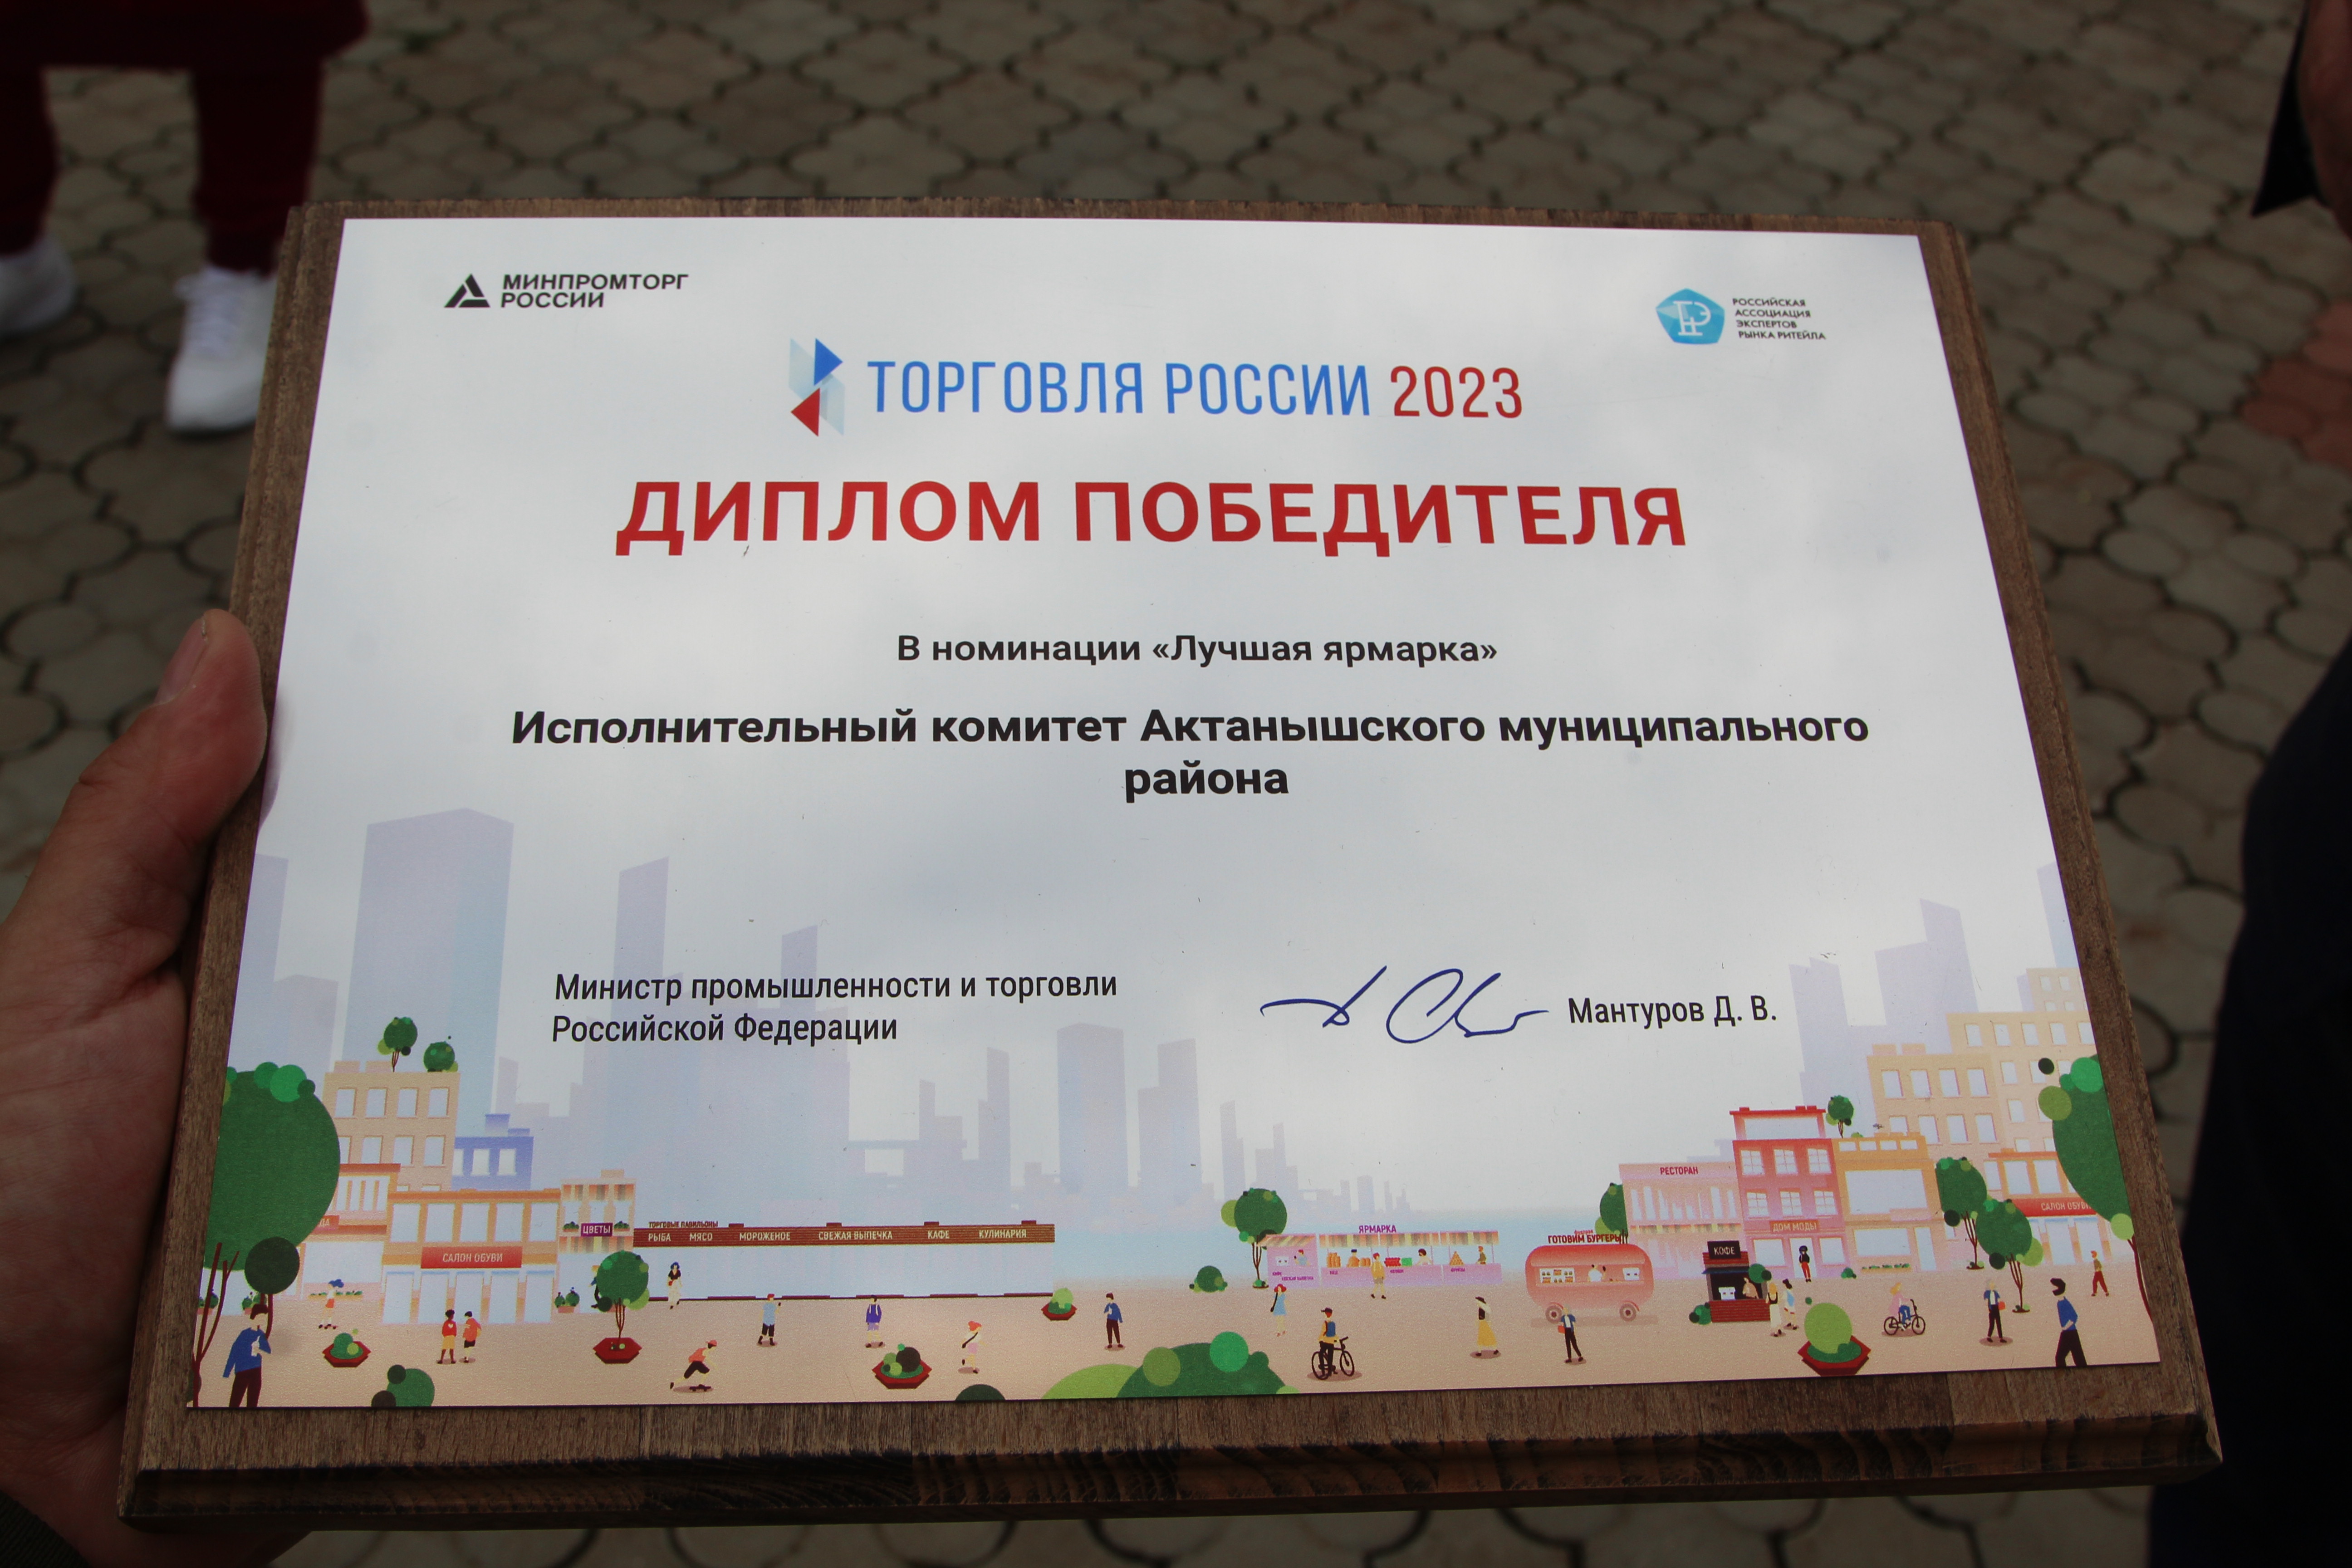 МИНПРОМТОРГ
РОССИИ
РОССИЙСКАЯ
АССОЦИАЦИЯ
ЭКСПЕРТОВ
РЫНКА РИТЕЙЛА
ТОРГОВЛЯ РОССИИ 2023
ДИПЛОМ ПОБЕДИТЕЛЯ
В номинации «Лучшая ярмарка»
Исполнительный комитет Актанышского муниципального
района
Министр промышленности и торговли
Российской Федерации
Мантуров Д. В.
САЛОН ОБУВИ
ЦВЕТЫ
ТОРГОВЫЕ ПАВИЛЬОНЫ
РЫБА МЯСО МОРОЖЕНОЕ СВЕЖАЯ ВЫПЕЧКА КАФЕ КУЛИНАРИЯ
ЯРМАРКА
ГОТОВИМ БУРГЕРЫ
РЕСТОРАН
КОФЕ
ДОМ МОДЫ
САЛОН ОБУВИ